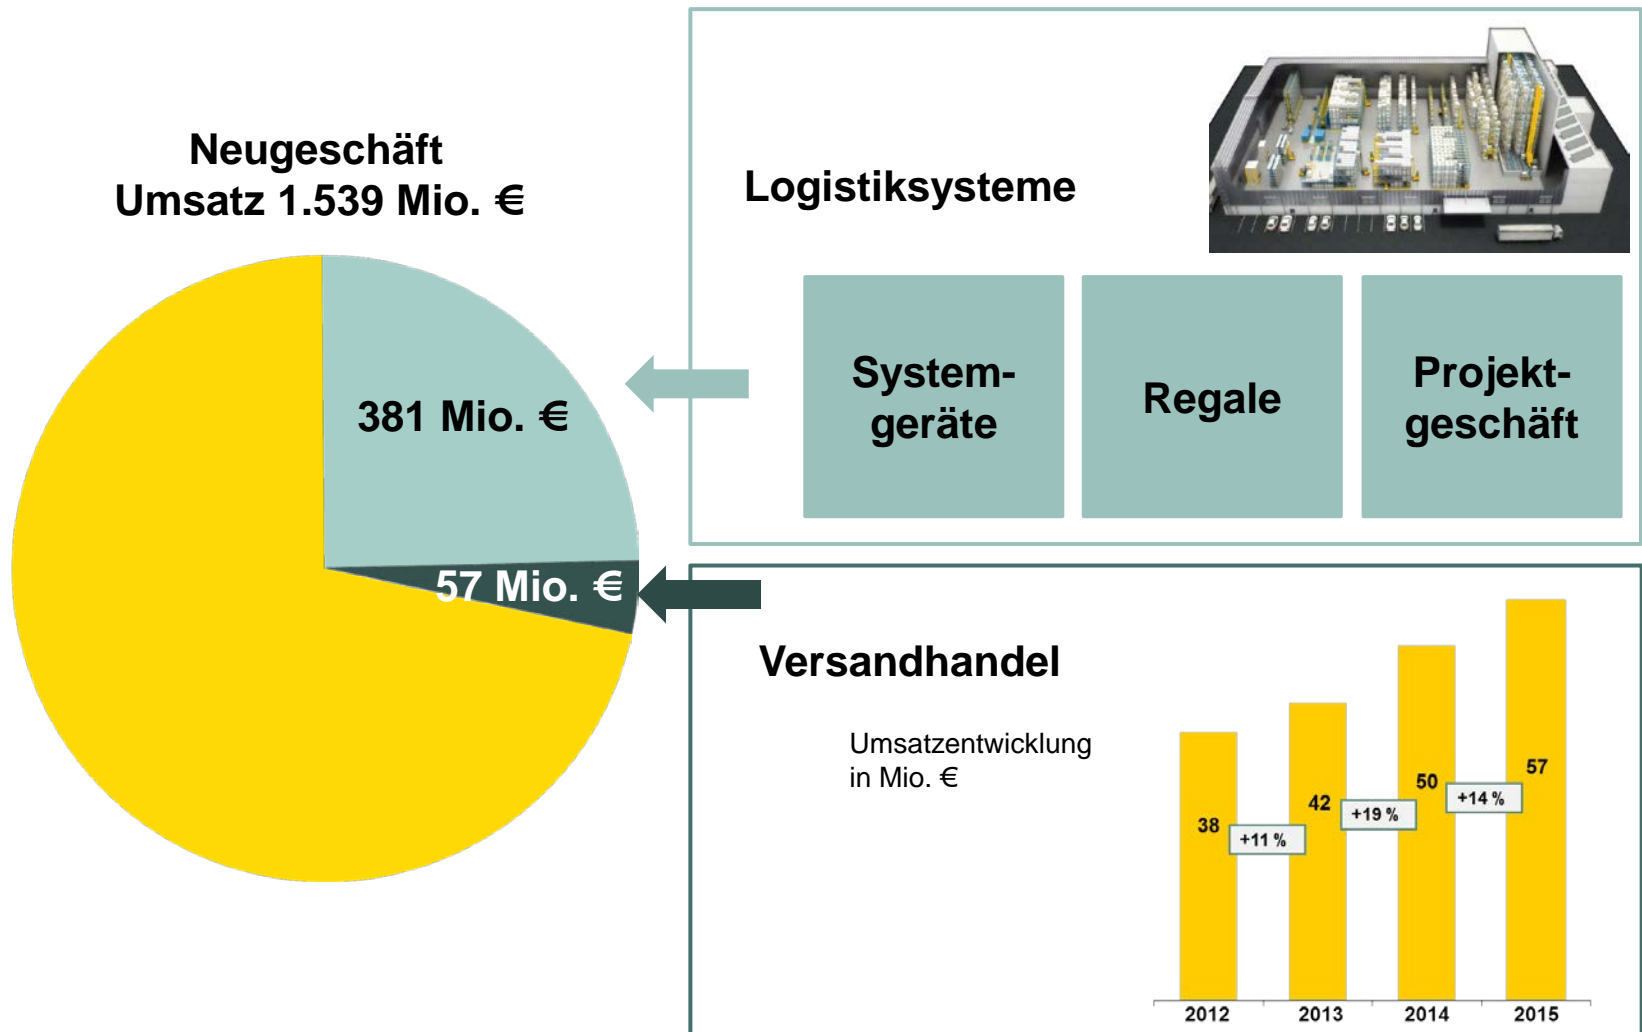 Neugeschäft
Umsatz 1.539 Mio. €
381 Mio. €
57 Mio. €
Logistiksysteme
System-
geräte
Regale
Projekt-
geschäft
Versandhandel
Umsatzentwicklung
in Mio. €
38
+11 %
42
+19 %
50
+14 %
57
2012
2013
2014
2015